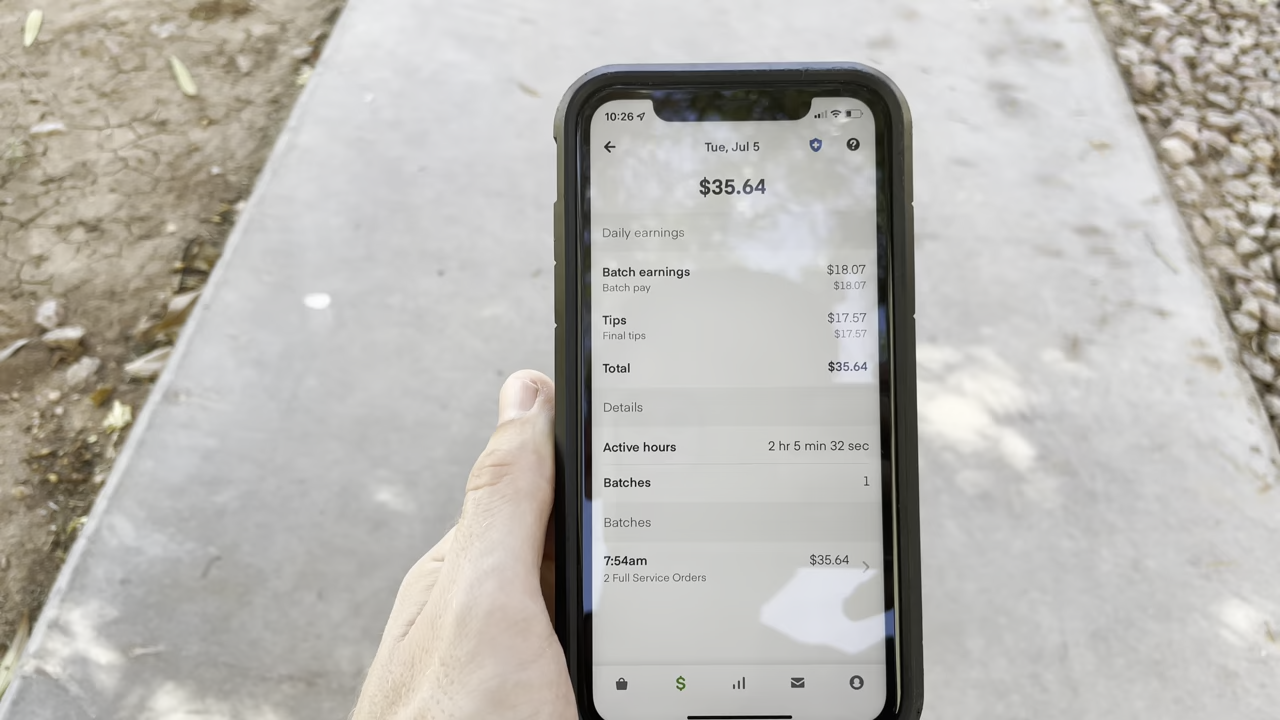 10:26
Tue, Jul 5
$35.64
Daily earnings
Batch earnings $18.07
Batch pay $18.07
Tips $17.57
Final tips $17.57
Total $35.64
Details
Active hours 2 hr 5 min 32 sec
Batches 1
Batches
7:54am $35.64
2 Full Service Orders